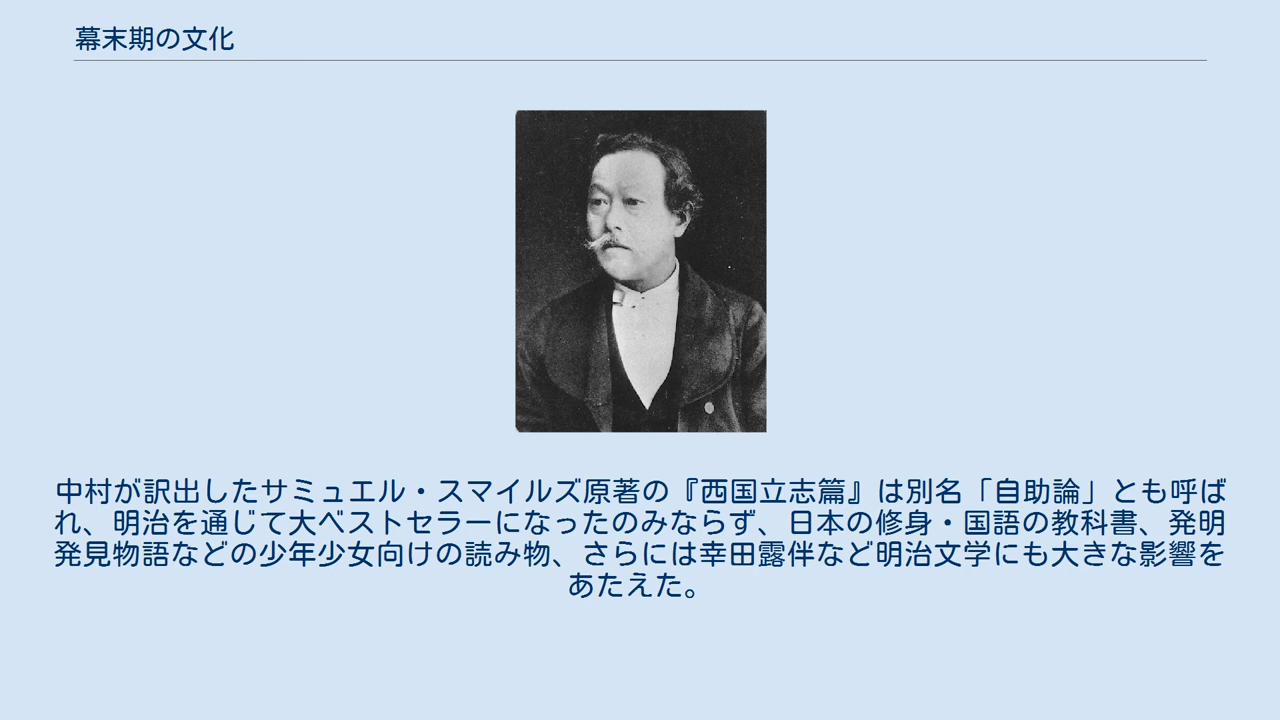 幕末期の文化
中村が訳出したサミュエル・スマイルズ原著の『西国立志篇』は別名「自助論」とも呼ば
れ、明治を通じて大ベストセラーになったのみならず、日本の修身・国語の教科書、発明
発見物語などの少年少女向けの読み物、さらには幸田露伴など明治文学にも大きな影響を
あたえた。